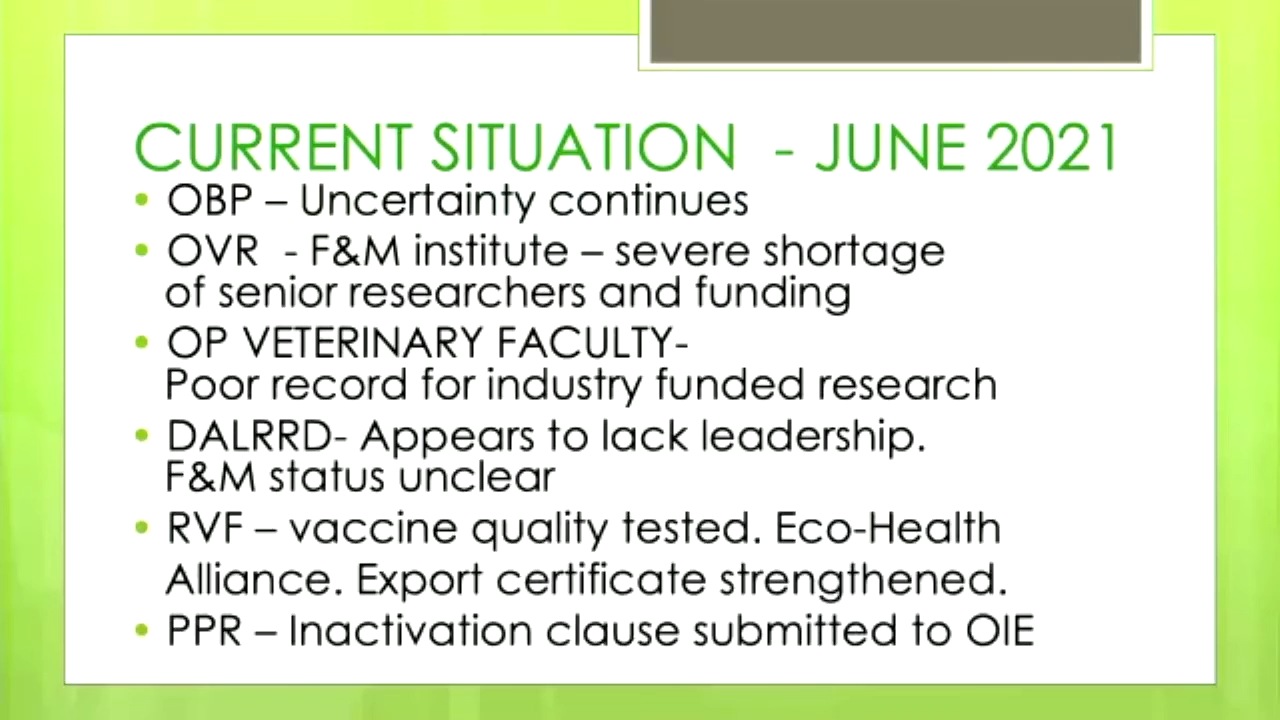 CURRENT SITUATION - JUNE 2021
• OBP – Uncertainty continues
• OVR - F&M institute – severe shortage
of senior researchers and funding
• OP VETERINARY FACULTY-
Poor record for industry funded research
• DALRRD- Appears to lack leadership.
F&M status unclear
• RVF – vaccine quality tested. Eco-Health
Alliance. Export certificate strengthened.
• PPR – Inactivation clause submitted to OIE